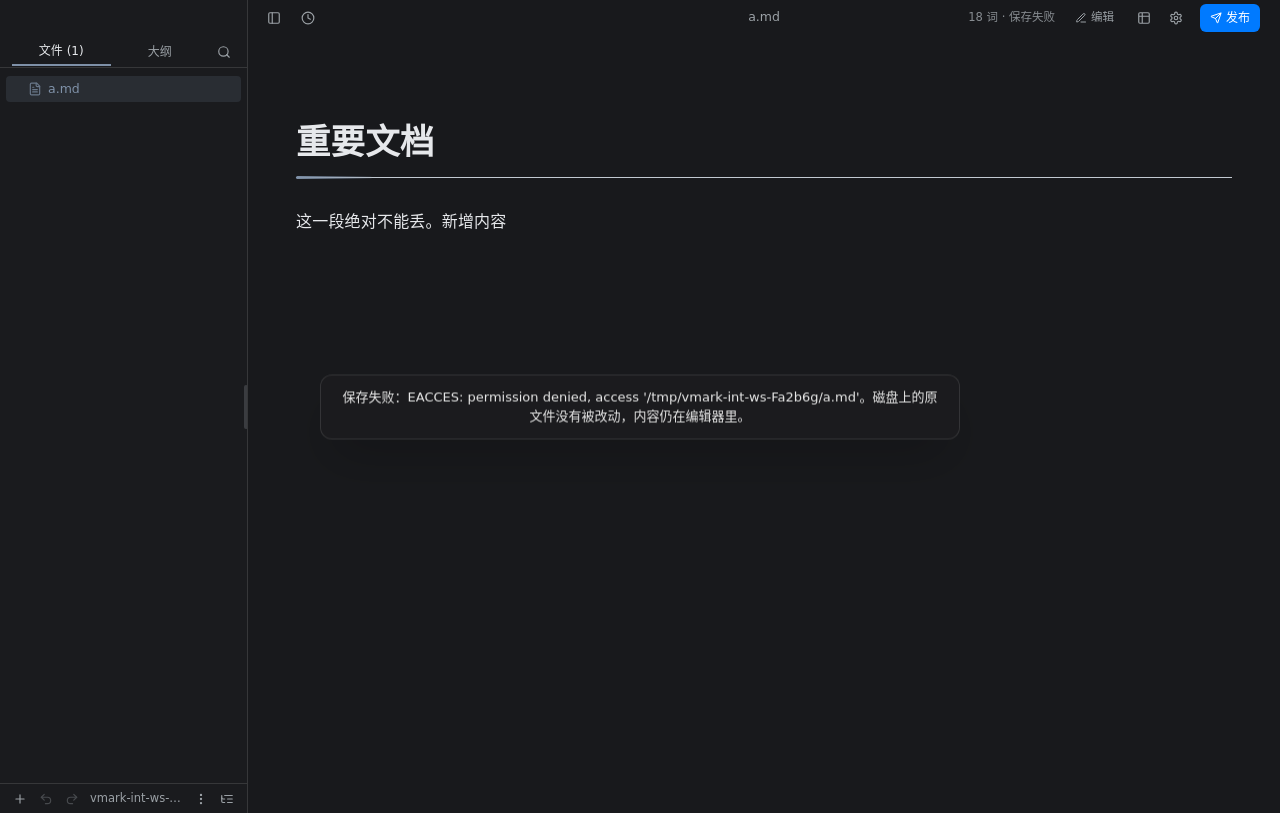 a.md
18 词 · 保存失败
编辑
发布
文件 (1)
大纲
a.md
重要文档
这一段绝对不能丢。新增内容
保存失败：EACCES: permission denied, access '/tmp/vmark-int-ws-Fa2b6g/a.md'。磁盘上的原
文件没有被改动，内容仍在编辑器里。
vmark-int-ws-...